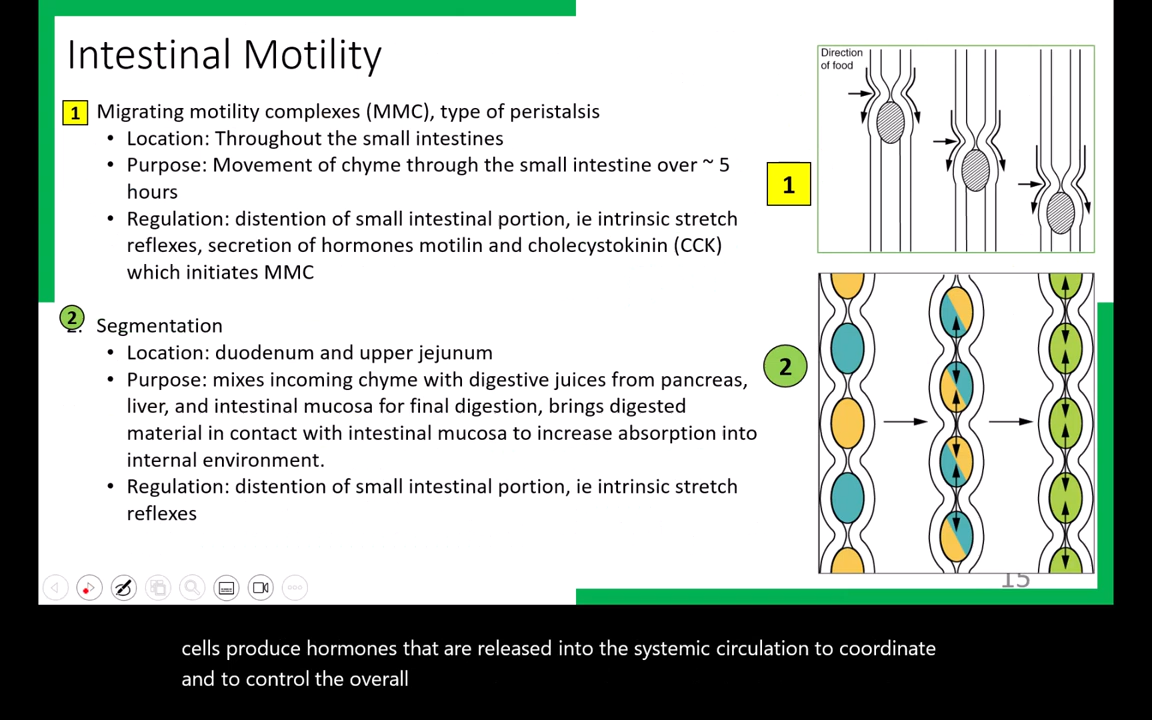 Intestinal Motility
1 Migrating motility complexes (MMC), type of peristalsis
• Location: Throughout the small intestines
• Purpose: Movement of chyme through the small intestine over ~ 5
hours
• Regulation: distention of small intestinal portion, ie intrinsic stretch
reflexes, secretion of hormones motilin and cholecystokinin (CCK)
which initiates MMC
2 Segmentation
• Location: duodenum and upper jejunum
• Purpose: mixes incoming chyme with digestive juices from pancreas,
liver, and intestinal mucosa for final digestion, brings digested
material in contact with intestinal mucosa to increase absorption into
internal environment.
• Regulation: distention of small intestinal portion, ie intrinsic stretch
reflexes
Direction
of food
1
2
15
cells produce hormones that are released into the systemic circulation to coordinate
and to control the overall